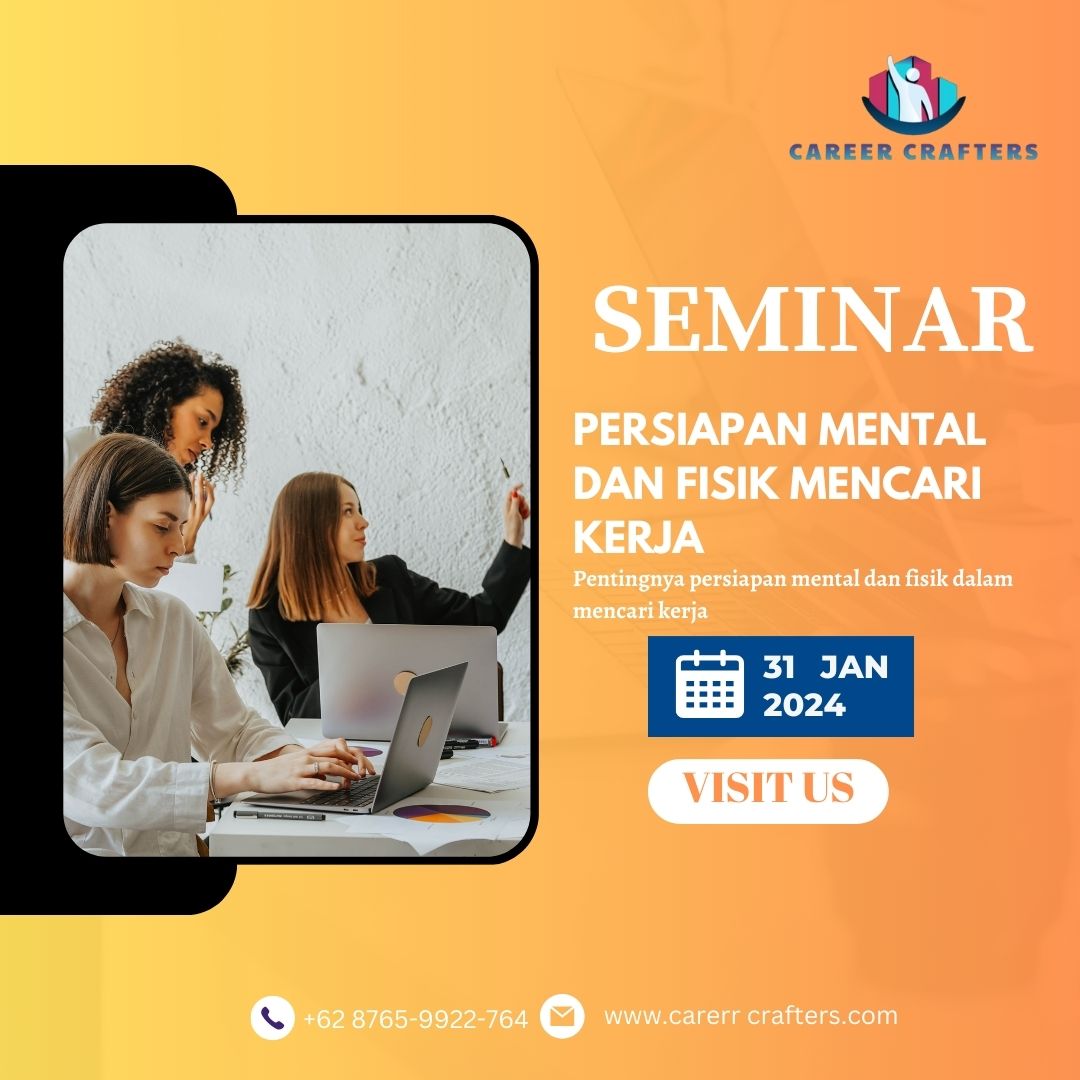 CAREER CRAFTERS
SEMINAR
PERSIAPAN MENTAL
DAN FISIK MENCARI
KERJA
Pentingnya persiapan mental dan fisik dalam
mencari kerja
31 JAN
2024
VISIT US
+62 8765-9922-764
www.carerr crafters.com